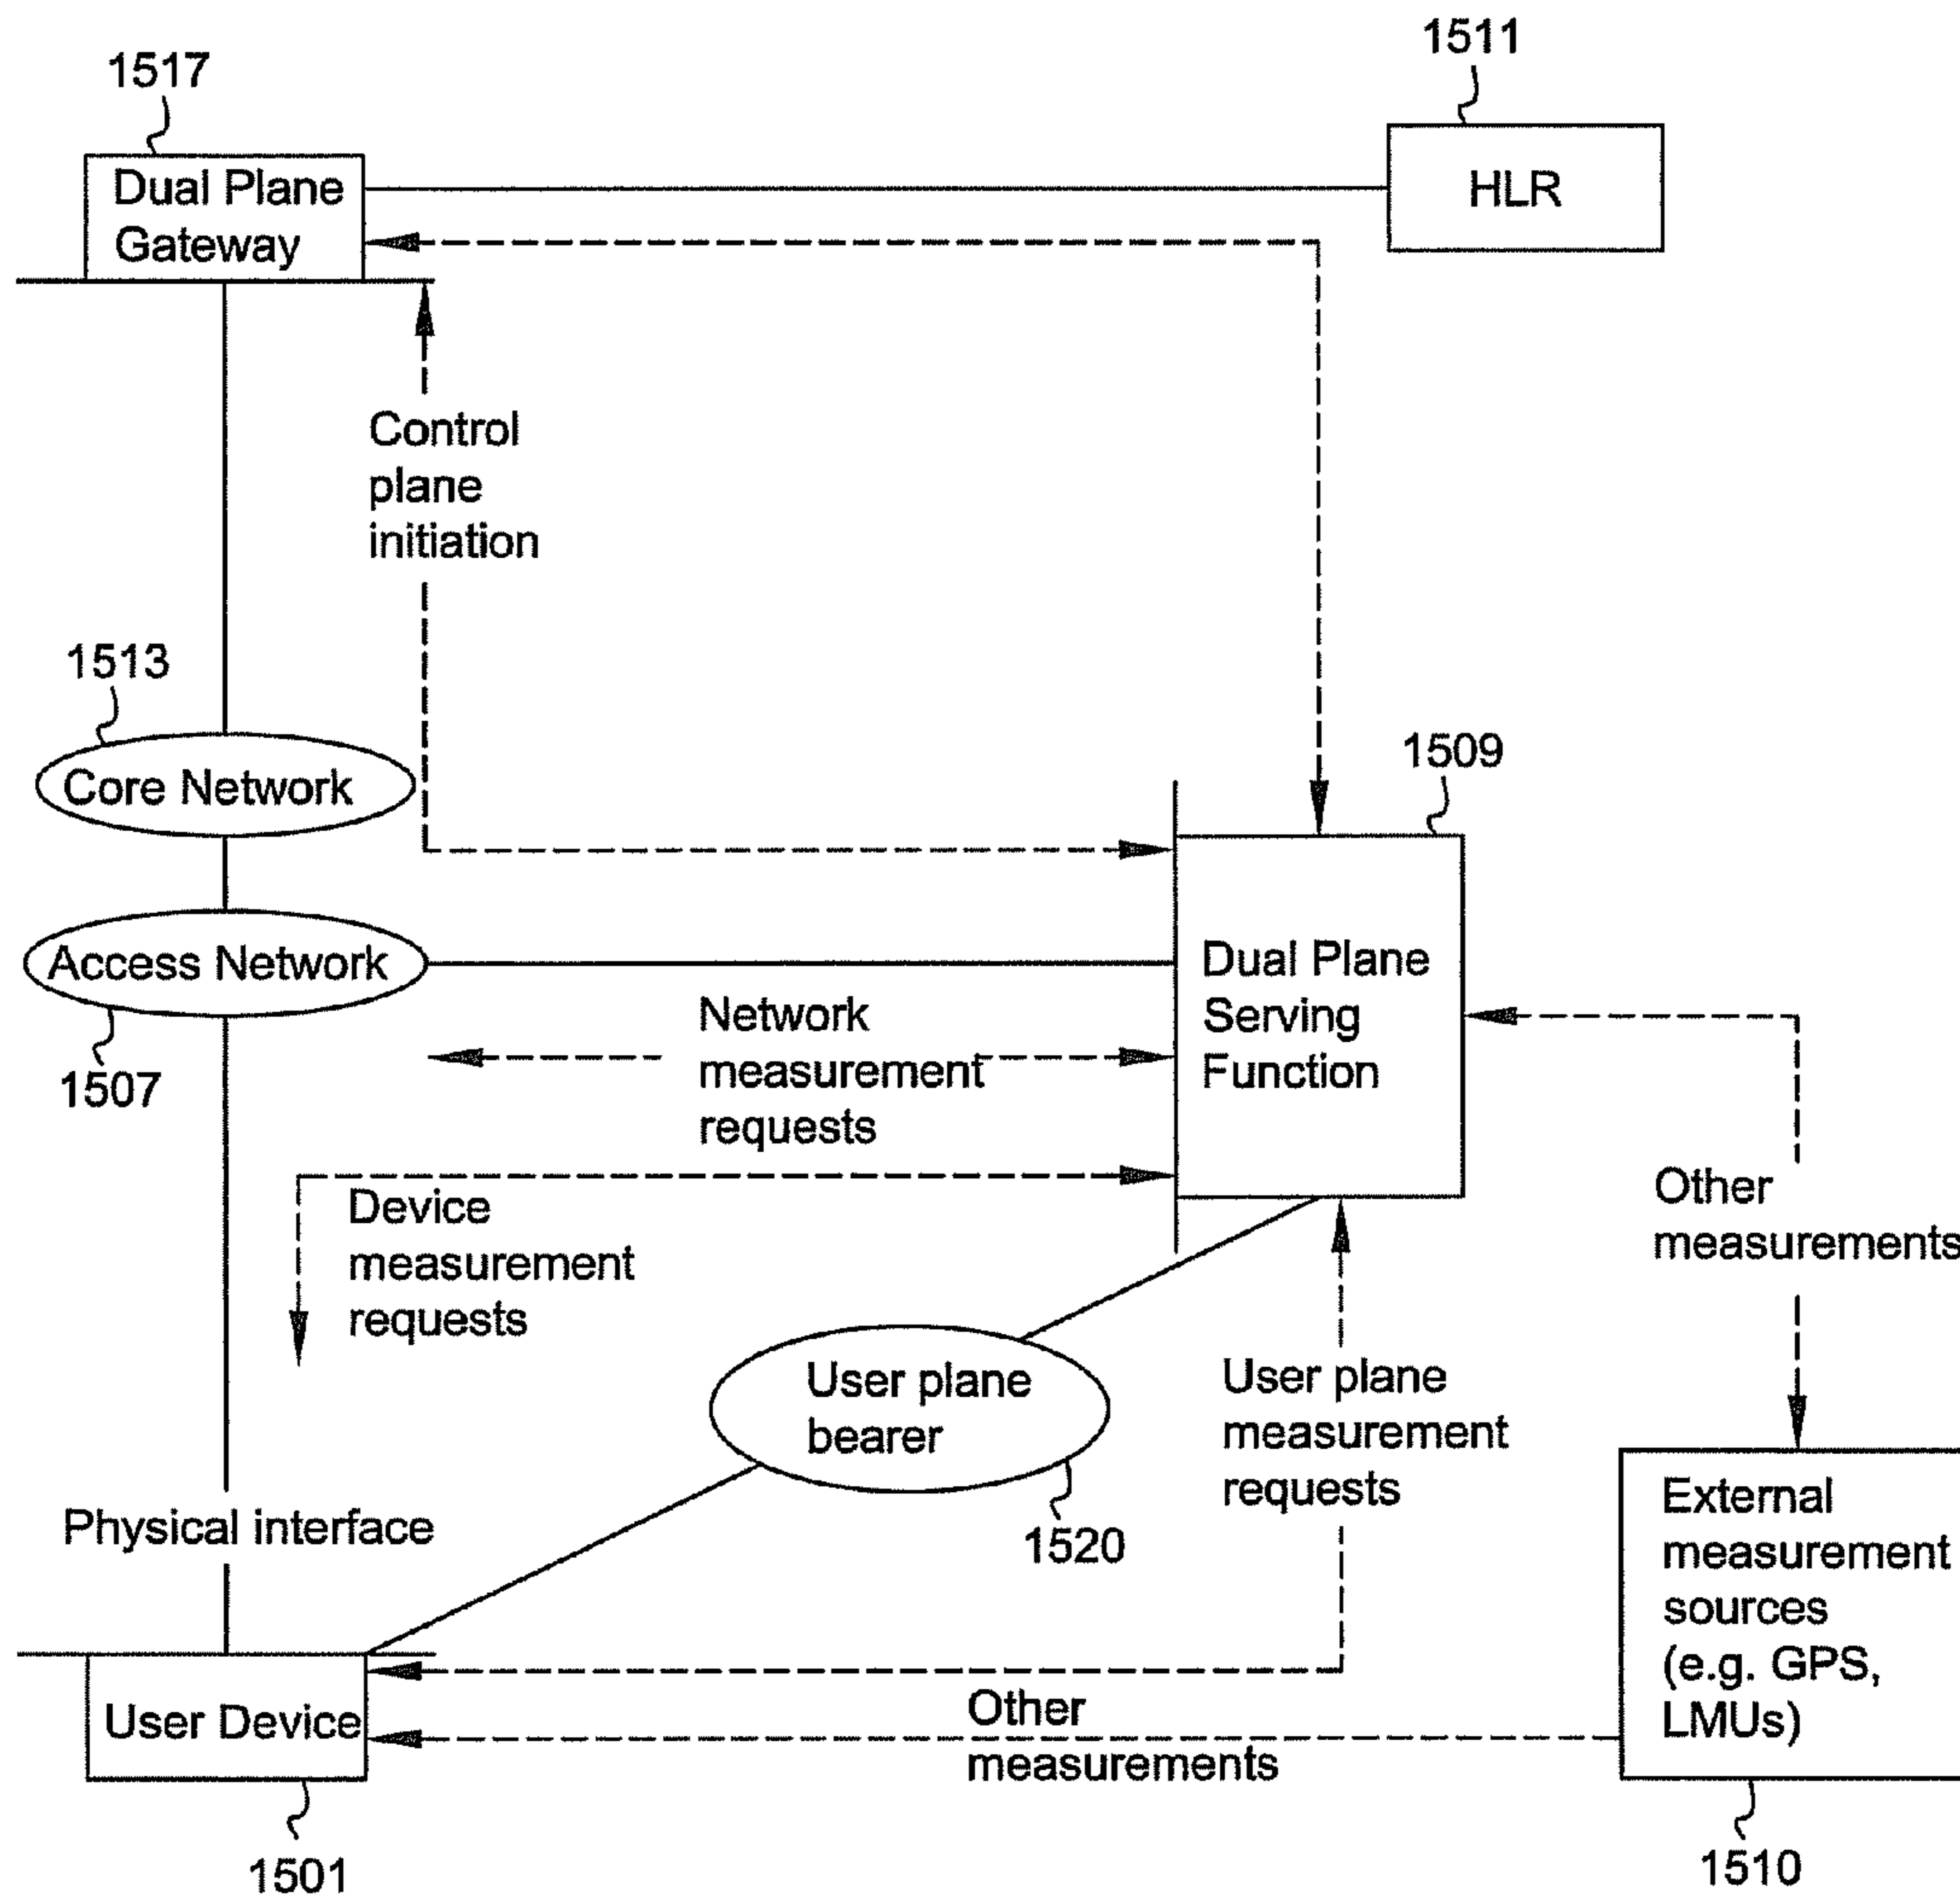 1517
1511
Dual Plane
Gateway
HLR
Control
plane
initiation
1513
Core Network
1509
Access Network
1507
Dual Plane
Serving
Function
Network
measurement
requests
Device
measurement
requests
Other
measurements
User plane
bearer
1520
User plane
measurement
requests
Physical interface
External
measurement
sources
(e.g. GPS,
LMUs)
User Device
Other
measurements
1501
1510